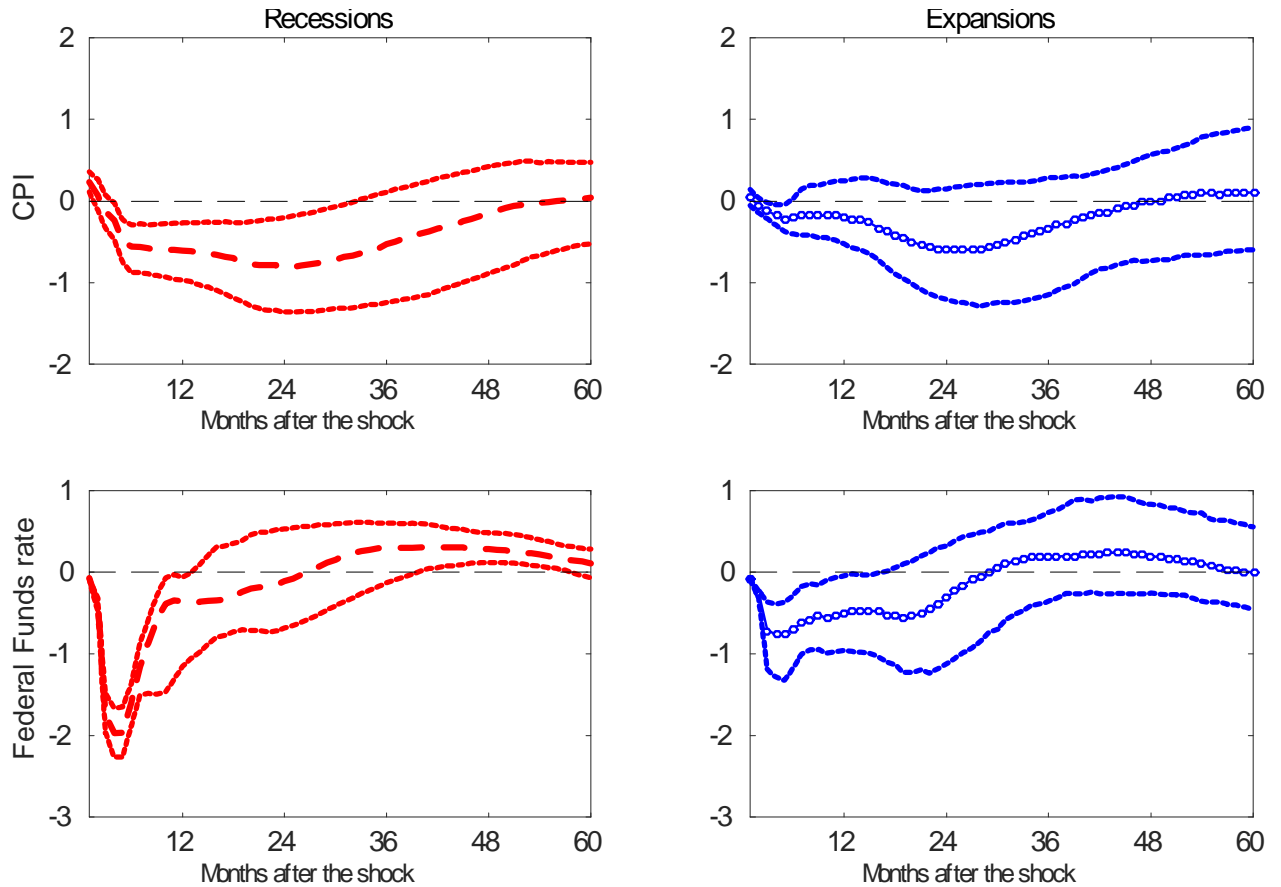 Recessions
Expansions
CPI
2
1
0
-1
-2
12 24 36 48 60
Months after the shock
2
1
0
-1
-2
12 24 36 48 60
Months after the shock
Federal Funds rate
1
0
-1
-2
-3
12 24 36 48 60
Months after the shock
1
0
-1
-2
-3
12 24 36 48 60
Months after the shock